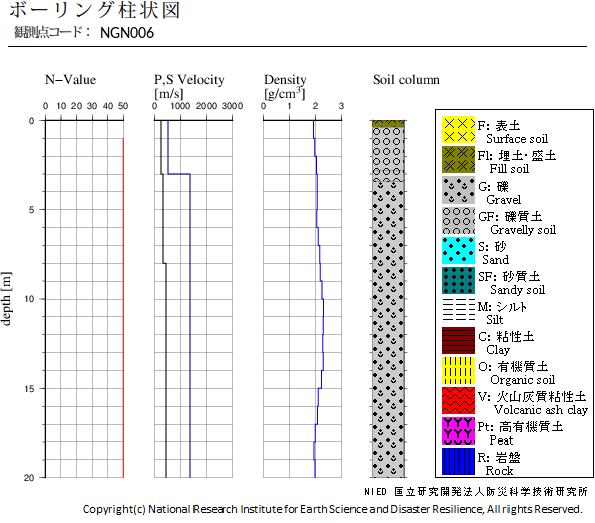 ボーリング柱状図
観測点コード： NGN006
N−Value
P,S Velocity
[m/s]
Density
[g/cm3]
Soil column
0 10 20 30 40 50
0 1000 2000 3000
0 1 2 3
depth [m]
0
5
10
15
20
F: 表土
Surface soil
Fl: 埋土・盛土
Fill soil
G: 礫
Gravel
GF: 礫質土
Gravelly soil
S: 砂
Sand
SF: 砂質土
Sandy soil
M: シルト
Silt
C: 粘性土
Clay
O: 有機質土
Organic soil
V: 火山灰質粘性土
Volcanic ash clay
Pt: 高有機質土
Peat
R: 岩盤
Rock
NIED 国立研究開発法人防災科学技術研究所
Copyright(c) National Research Institute for Earth Science and Disaster Resilience, All rights Reserved.